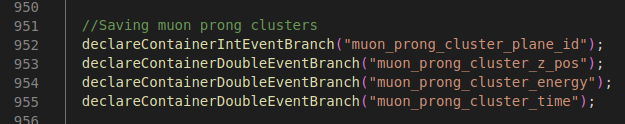 950
951 //Saving muon prong clusters
952 declareContainerIntEventBranch("muon_prong_cluster_plane_id");
953 declareContainerDoubleEventBranch("muon_prong_cluster_z_pos");
954 declareContainerDoubleEventBranch("muon_prong_cluster_energy");
955 declareContainerDoubleEventBranch("muon_prong_cluster_time");
956